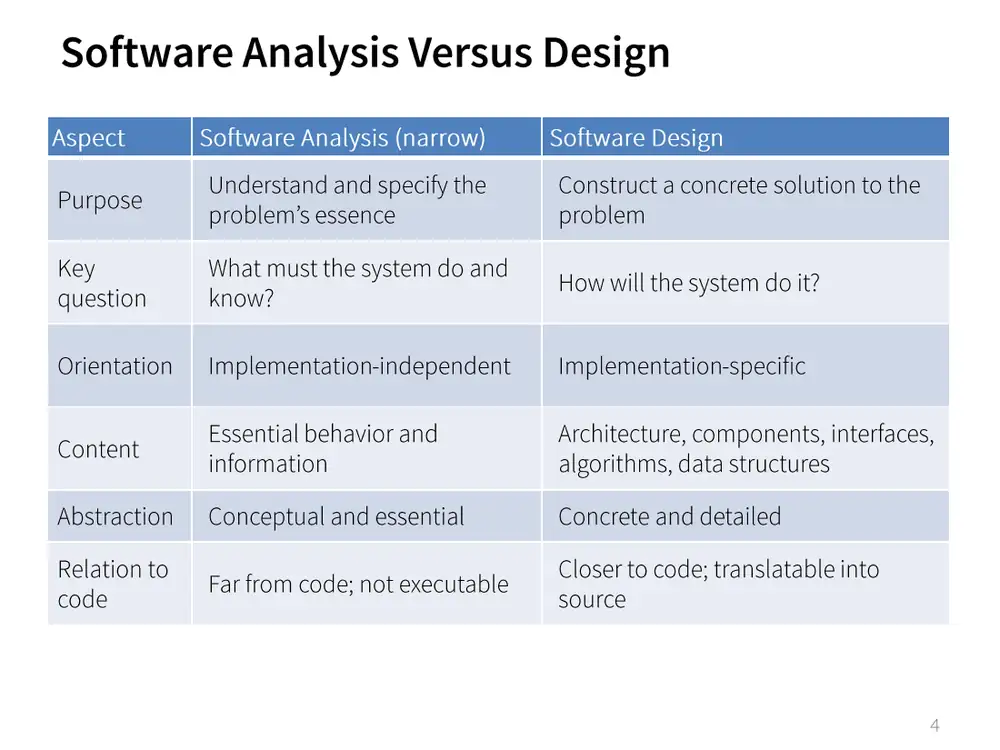 Software Analysis Versus Design
Aspect
Software Analysis (narrow)
Software Design
Purpose
Understand and specify the
problem’s essence
Construct a concrete solution to the
problem
Key
question
What must the system do and
know?
How will the system do it?
Orientation
Implementation-independent
Implementation-specific
Content
Essential behavior and
information
Architecture, components, interfaces,
algorithms, data structures
Abstraction
Conceptual and essential
Concrete and detailed
Relation to
code
Far from code; not executable
Closer to code; translatable into
source
4